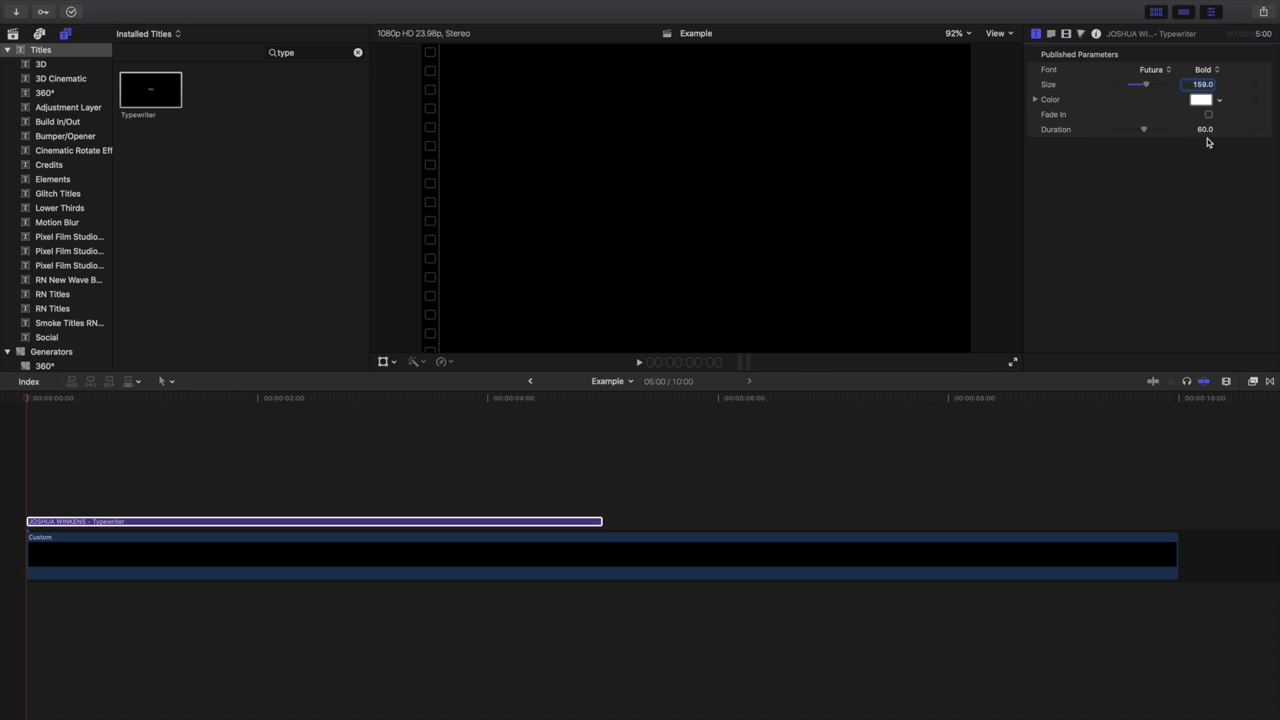 Installed Titles
1080p HD 23.98p, Stereo
Example
92%
View
JOSHUA WI...- Typewriter
5:00
Titles
type
3D
3D Cinematic
360°
Adjustment Layer
Build In/Out
Bumper/Opener
Cinematic Rotate Eff
Credits
Elements
Glitch Titles
Lower Thirds
Motion Blur
Pixel Film Studio...
Pixel Film Studio...
Pixel Film Studio...
RN New Wave B...
RN Titles
RN Titles
Smoke Titles RN...
Social
Generators
360°
Typewriter
Published Parameters
Font
Futura
Bold
Size
159.0
Color
Fade In
Duration
60.0
00:00:00:00
Index
Example
05:00 / 10:00
00:00:00:00
00:00:02:00
00:00:04:00
00:00:06:00
00:00:08:00
00:00:10:00
JOSHUA WINKENS - Typewriter
Custom